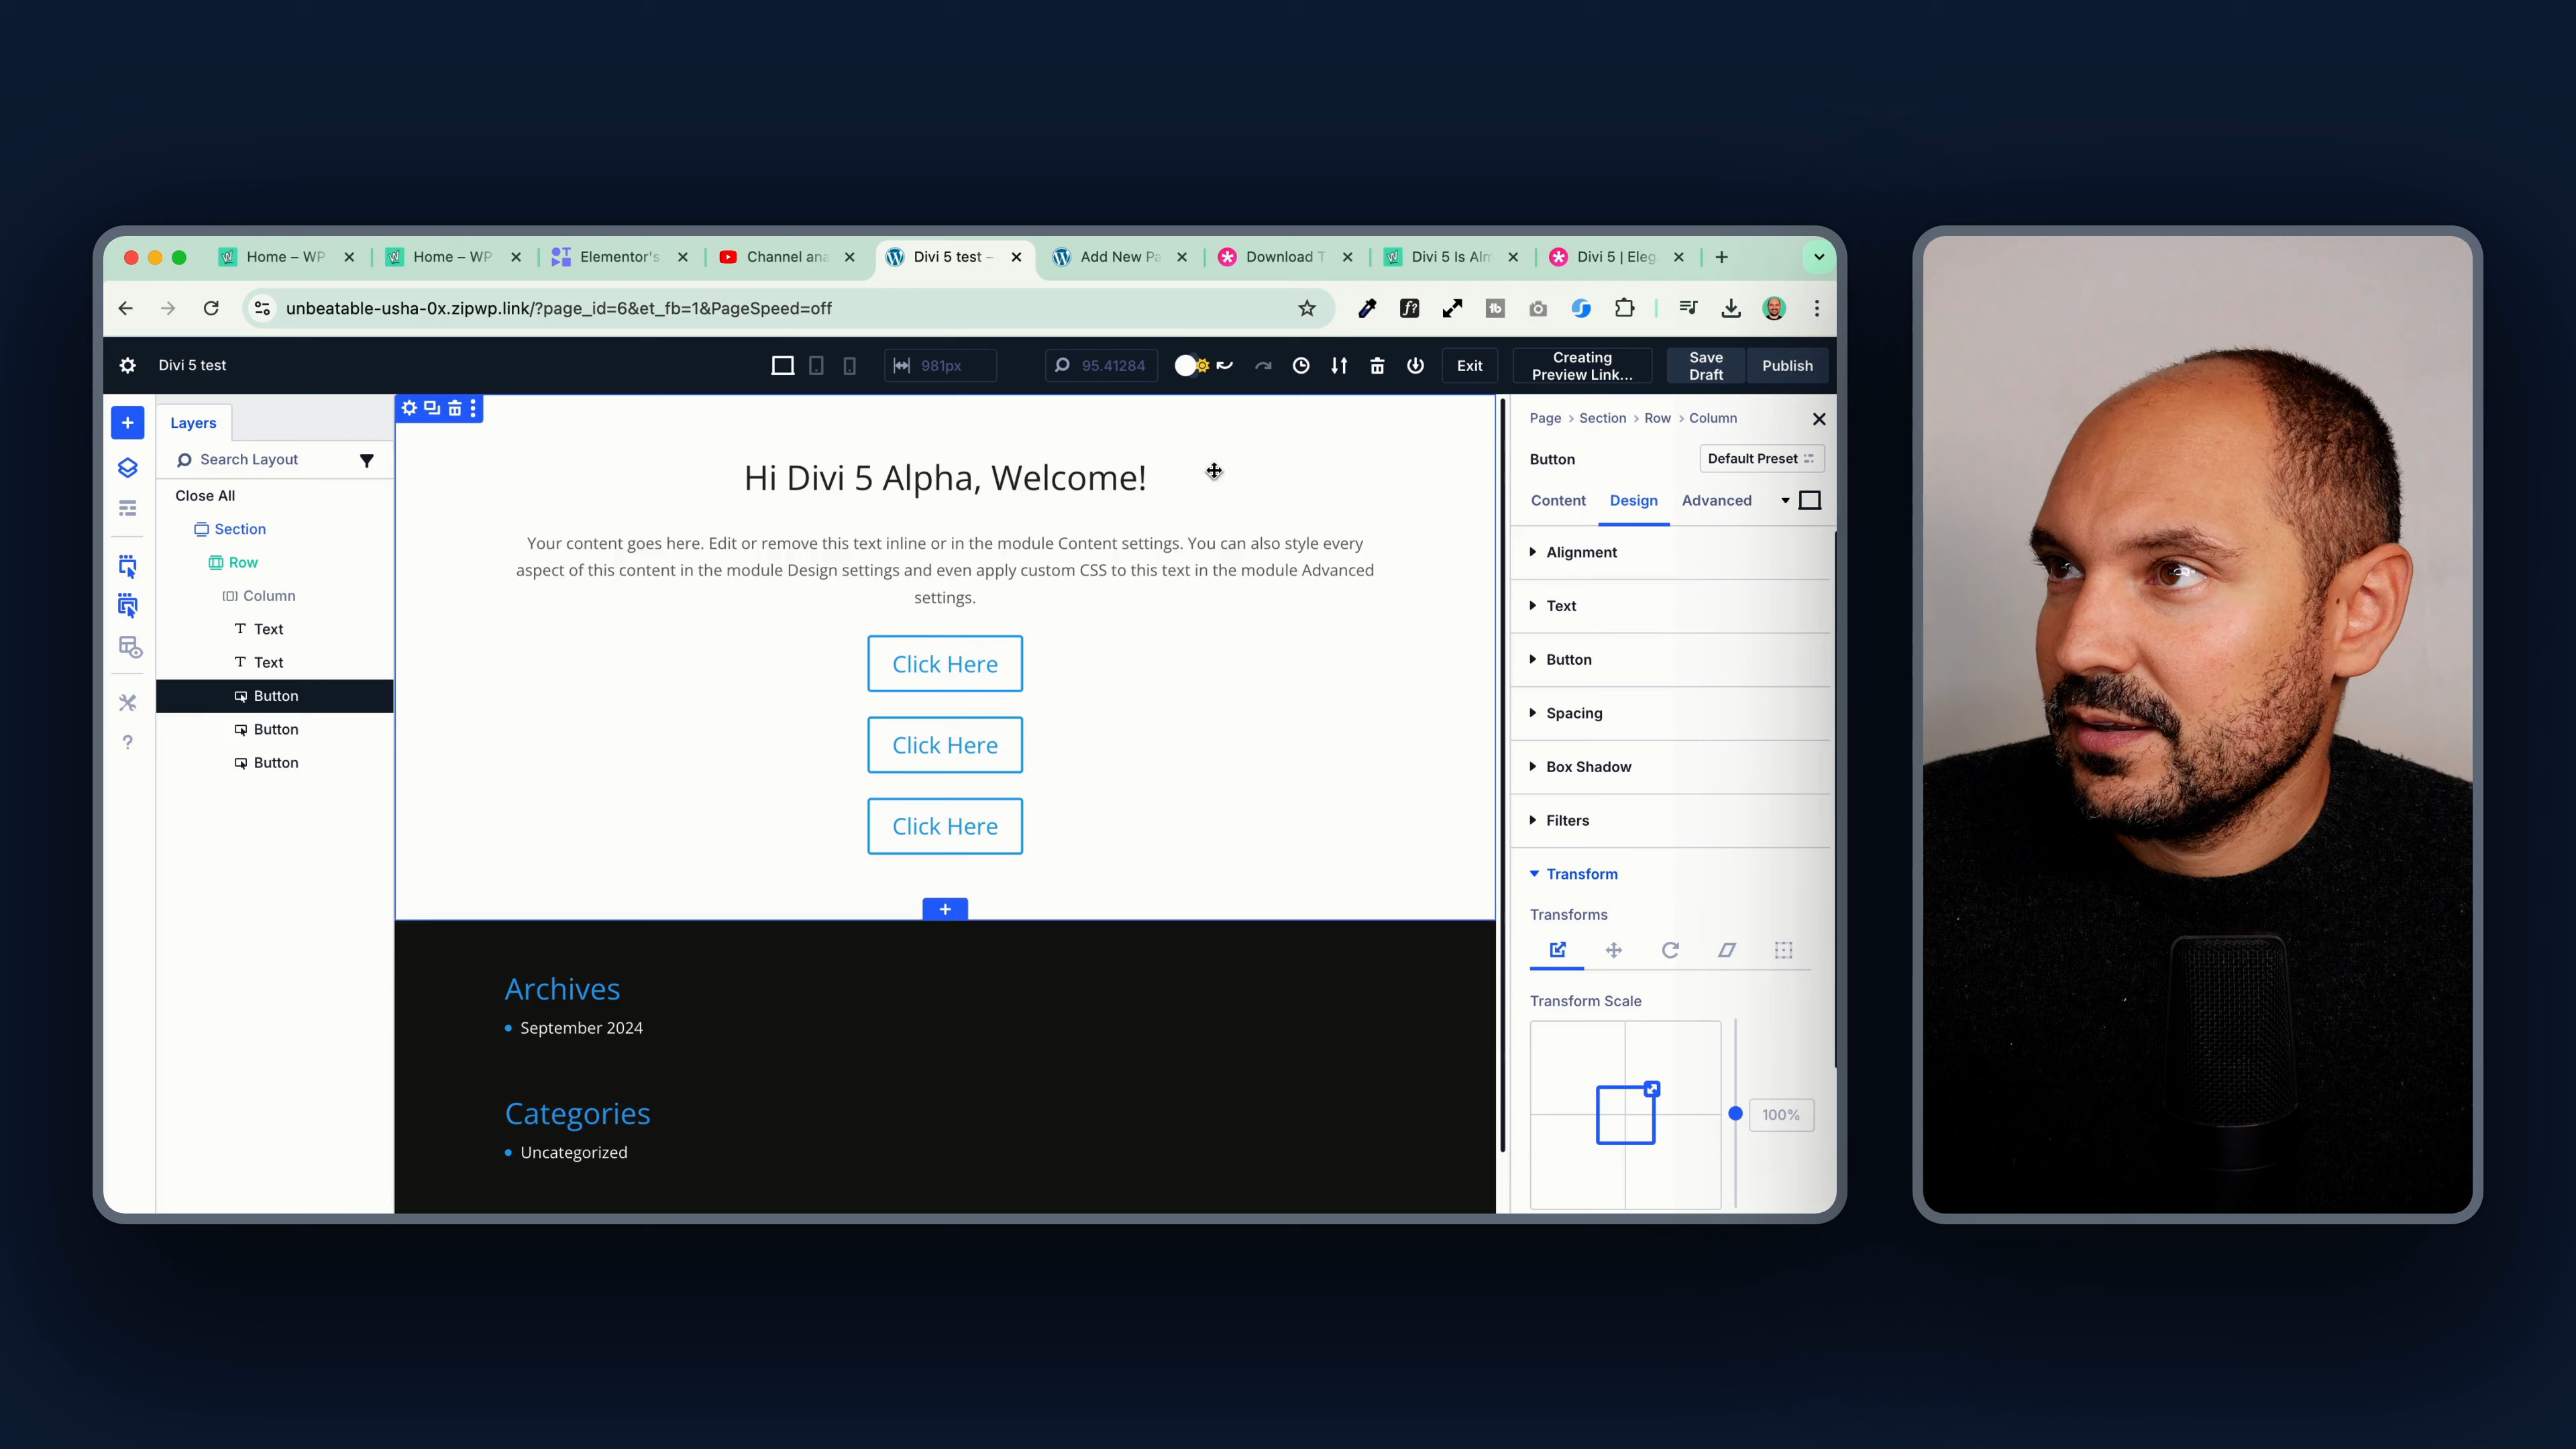 Home – WP
Home – WP
Elementor's
Channel ana
Divi 5 test –
Add New Pa
Download T
Divi 5 Is Alm
Divi 5 | Eleg
unbeatable-usha-0x.zipwp.link/?page_id=6&et_fb=1&PageSpeed=off
Divi 5 test
981px
95.41284
Exit
Creating
Preview Link...
Save
Draft
Publish
Layers
Search Layout
Close All
Section
Row
Column
Text
Text
Button
Button
Button
Hi Divi 5 Alpha, Welcome!
Your content goes here. Edit or remove this text inline or in the module Content settings. You can also style every
aspect of this content in the module Design settings and even apply custom CSS to this text in the module Advanced
settings.
Click Here
Click Here
Click Here
Archives
September 2024
Categories
Uncategorized
Page > Section > Row > Column
Button
Default Preset
Content
Design
Advanced
Alignment
Text
Button
Spacing
Box Shadow
Filters
Transform
Transforms
Transform Scale
100%